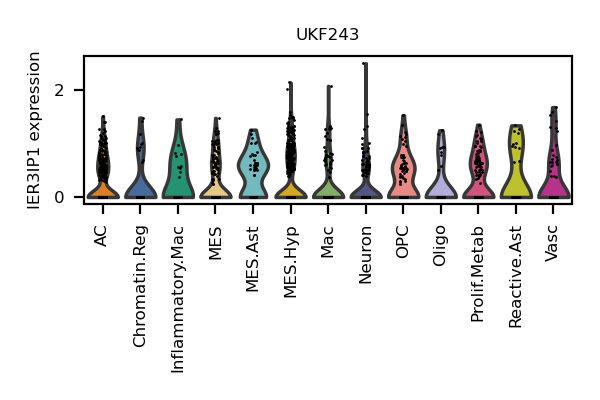 UKF243
IER3IP1 expression
2
0
AC
Chromatin.Reg
Inflammatory.Mac
MES
MES.Ast
MES.Hyp
Mac
Neuron
OPC
Oligo
Prolif.Metab
Reactive.Ast
Vasc